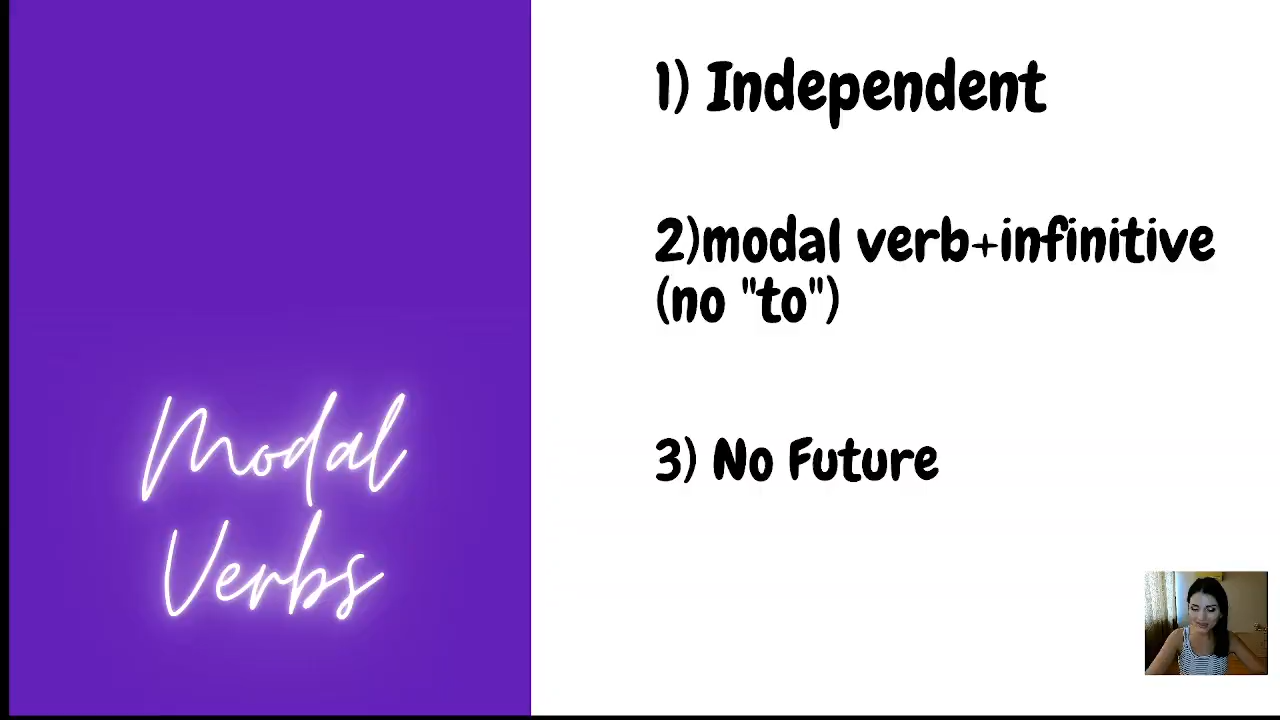 Modal
Verbs
1) Independent
2)modal verb+infinitive
(no "to")
3) No Future